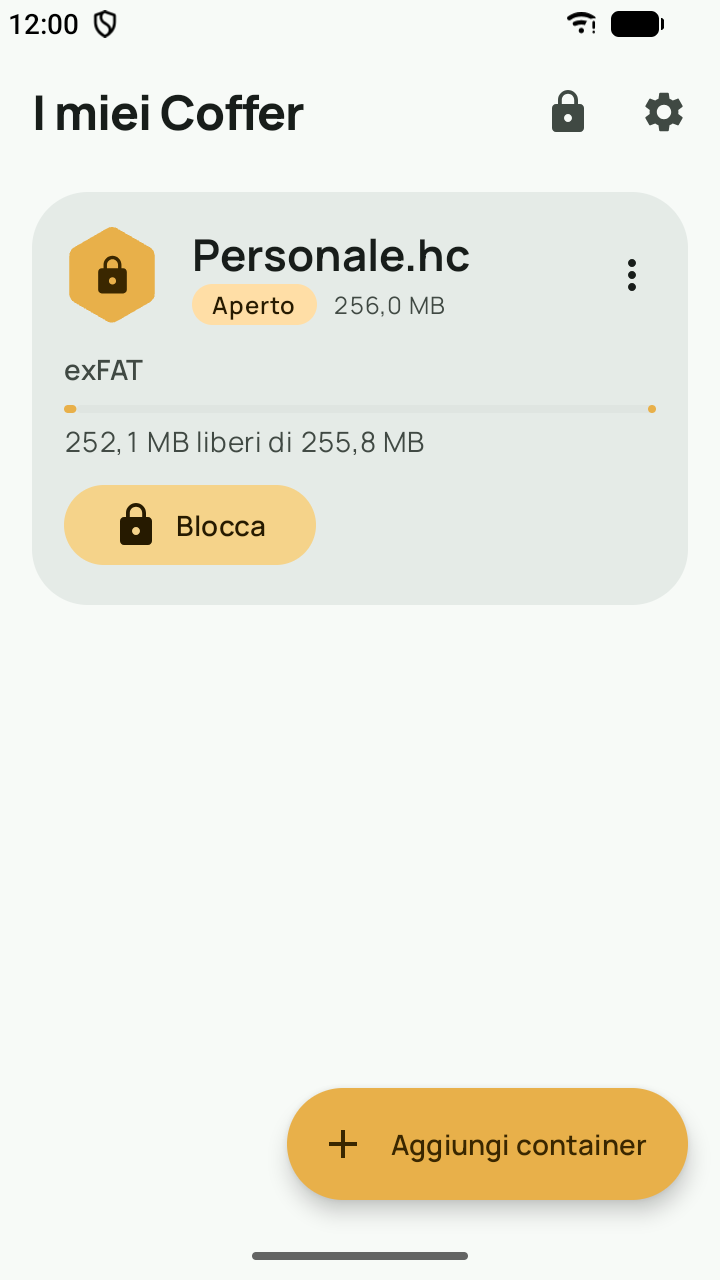 12:00
I miei Coffer
Personale.hc
Aperto 256,0 MB
exFAT
252,1 MB liberi di 255,8 MB
Blocca
Aggiungi container